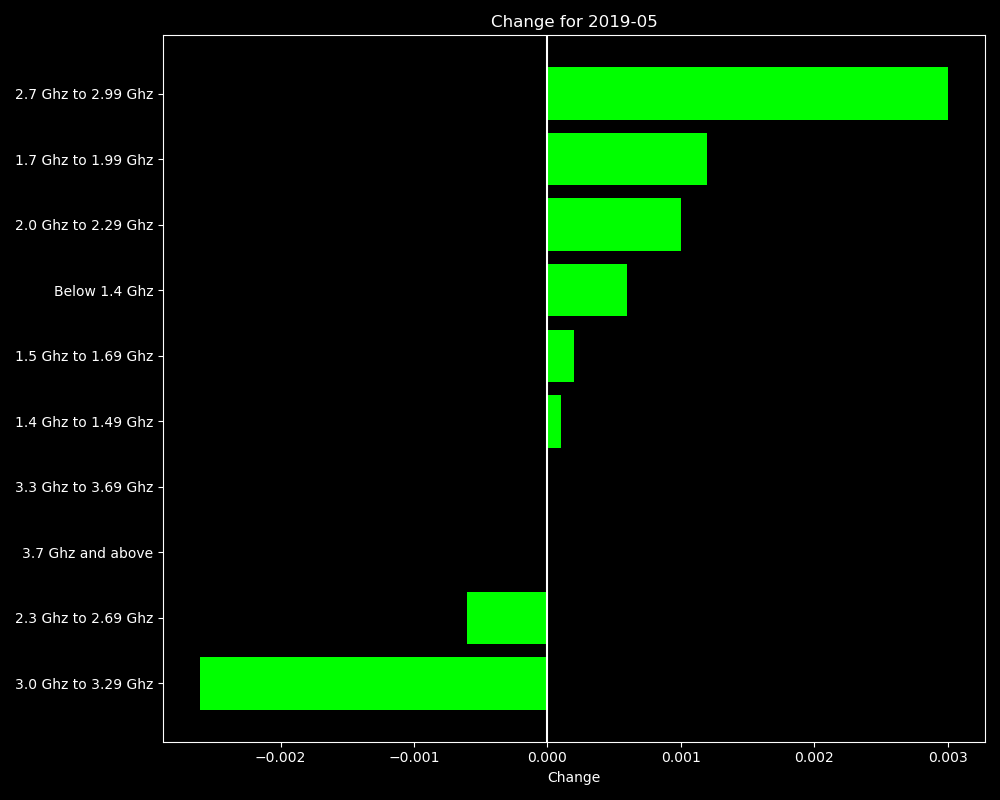 Change for 2019-05
2.7 Ghz to 2.99 Ghz
1.7 Ghz to 1.99 Ghz
2.0 Ghz to 2.29 Ghz
Below 1.4 Ghz
1.5 Ghz to 1.69 Ghz
1.4 Ghz to 1.49 Ghz
3.3 Ghz to 3.69 Ghz
3.7 Ghz and above
2.3 Ghz to 2.69 Ghz
3.0 Ghz to 3.29 Ghz
−0.002 −0.001 0.000 0.001 0.002 0.003
Change